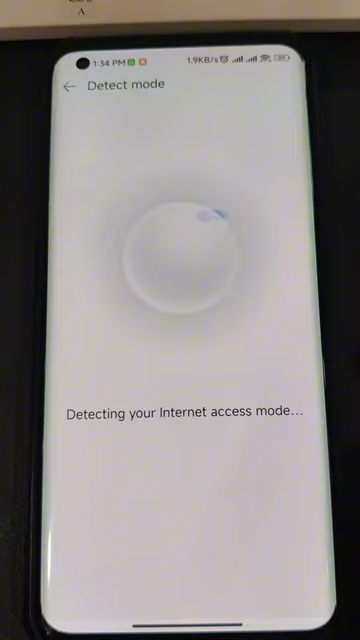 A
1:34 PM
1.9KB/s
Detect mode
Detecting your Internet access mode...